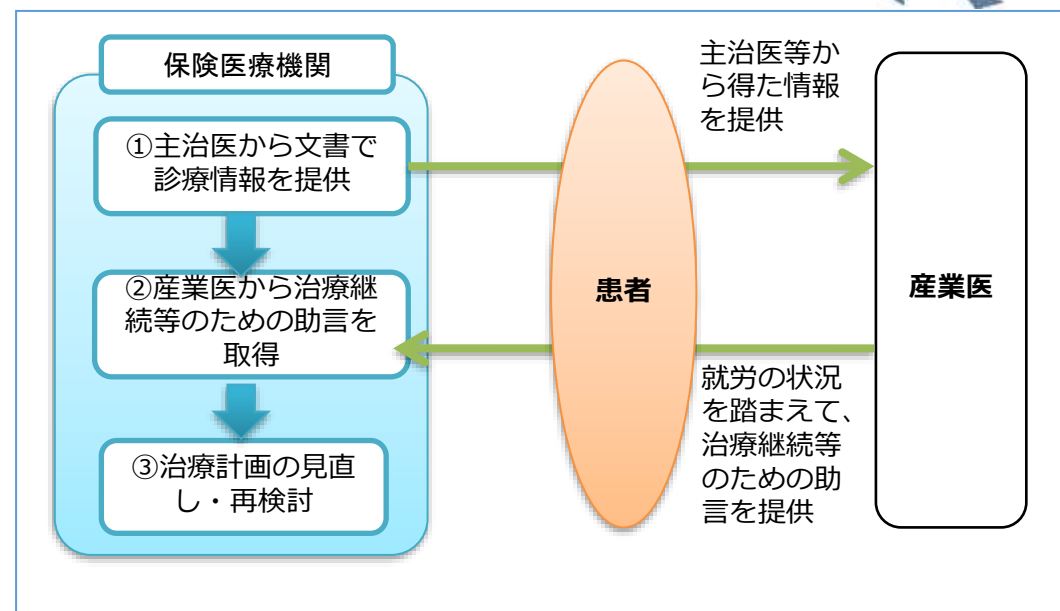 保険医療機関
①主治医から文書で
診療情報を提供
②産業医から治療継
続等のための助言を
取得
③治療計画の見直
し・再検討
患者
主治医等か
ら得た情報
を提供
就労の状況
を踏まえて、
治療継続等
のための助
言を提供
産業医